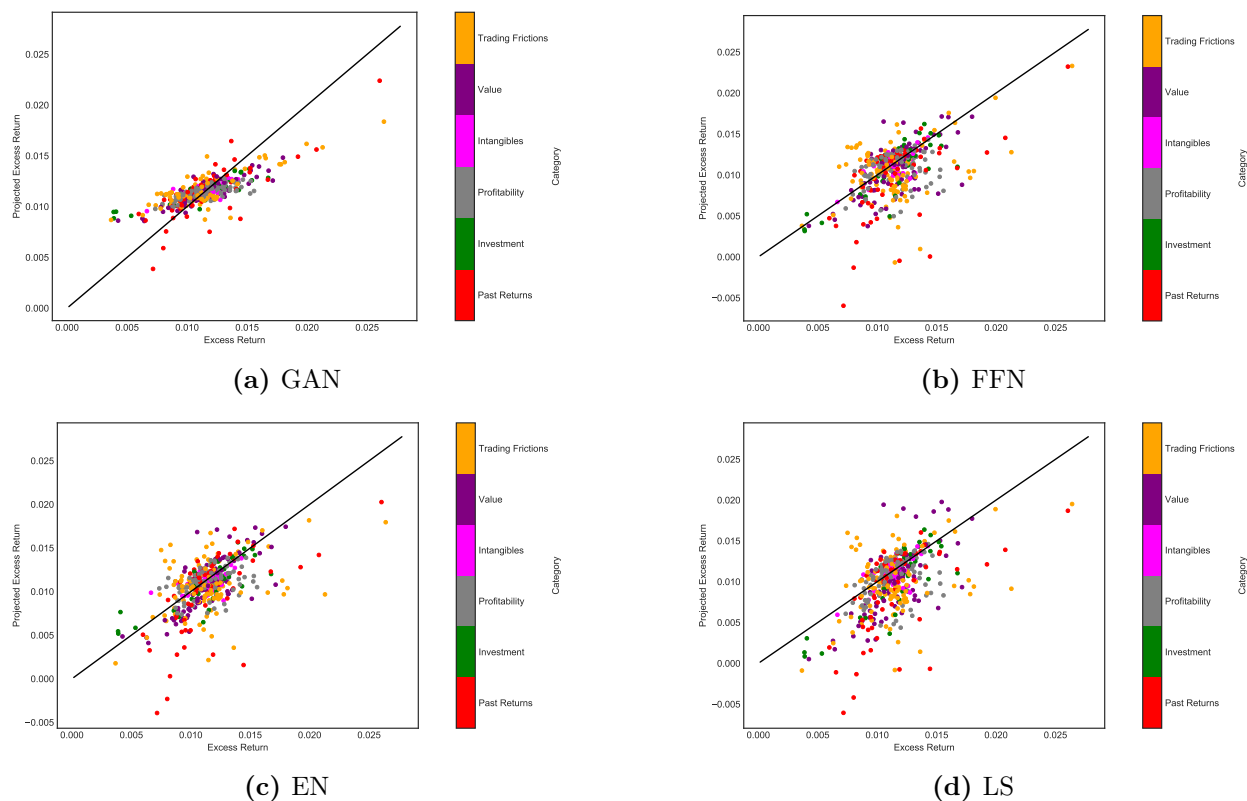 0.025
0.020
0.015
0.010
0.005
0.000
Projected Excess Return
0.000 0.005 0.010 0.015 0.020 0.025
Excess Return
Trading Frictions
Value
Intangibles
Profitability
Investment
Past Returns
Category
(a) GAN
0.025
0.020
0.015
0.010
0.005
0.000
−0.005
Projected Excess Return
0.000 0.005 0.010 0.015 0.020 0.025
Excess Return
Trading Frictions
Value
Intangibles
Profitability
Investment
Past Returns
Category
(b) FFN
0.025
0.020
0.015
0.010
0.005
0.000
−0.005
Projected Excess Return
0.000 0.005 0.010 0.015 0.020 0.025
Excess Return
Trading Frictions
Value
Intangibles
Profitability
Investment
Past Returns
Category
(c) EN
0.025
0.020
0.015
0.010
0.005
0.000
−0.005
Projected Excess Return
0.000 0.005 0.010 0.015 0.020 0.025
Excess Return
Trading Frictions
Value
Intangibles
Profitability
Investment
Past Returns
Category
(d) LS